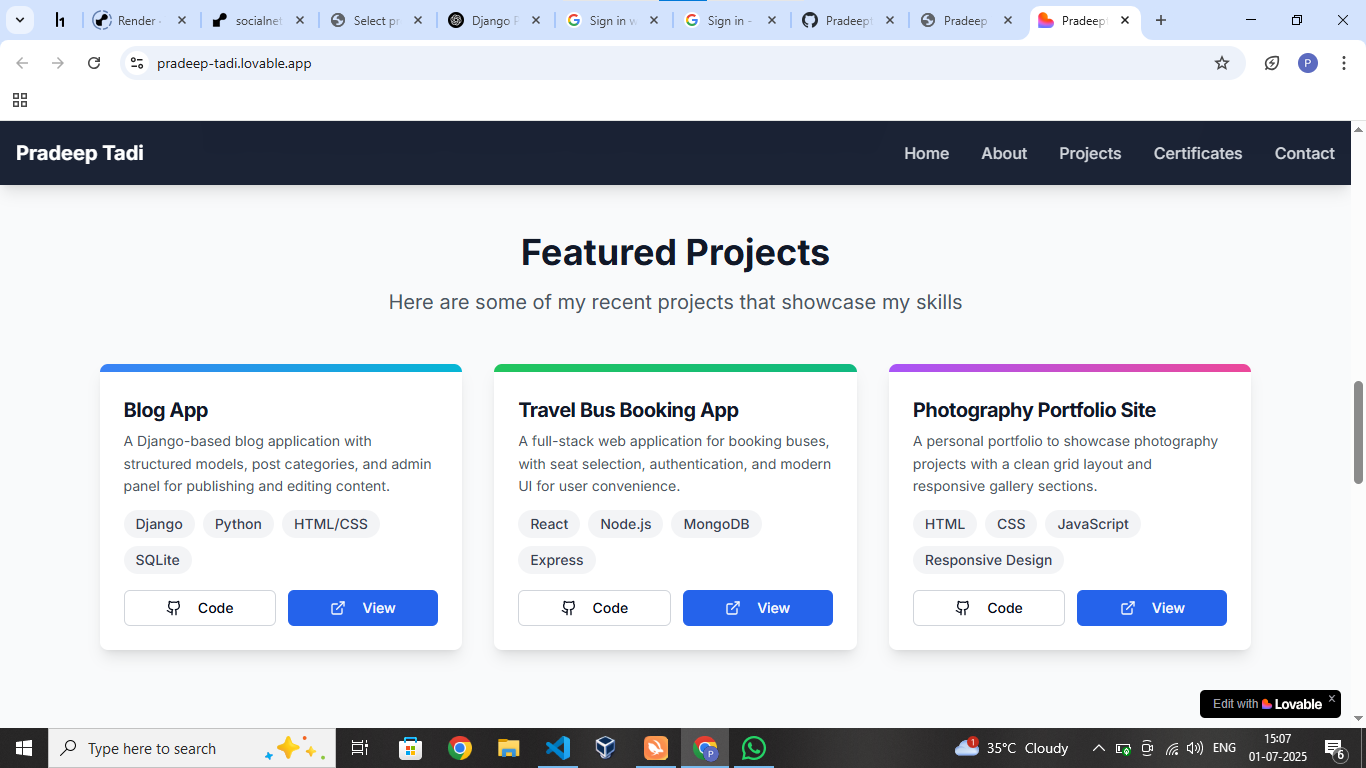 Render
socialnet
Select pr
Django P
Sign in w
Sign in -
Pradeep
Pradeep
Pradeep
pradeep-tadi.lovable.app
P
Pradeep Tadi
Home
About
Projects
Certificates
Contact
Featured Projects
Here are some of my recent projects that showcase my skills
Blog App
A Django-based blog application with
structured models, post categories, and admin
panel for publishing and editing content.
Django
Python
HTML/CSS
SQLite
Code
View
Travel Bus Booking App
A full-stack web application for booking buses,
with seat selection, authentication, and modern
UI for user convenience.
React
Node.js
MongoDB
Express
Code
View
Photography Portfolio Site
A personal portfolio to showcase photography
projects with a clean grid layout and
responsive gallery sections.
HTML
CSS
JavaScript
Responsive Design
Code
View
Edit with Lovable
Type here to search
P
1
35°C Cloudy
ENG
15:07
01-07-2025
6